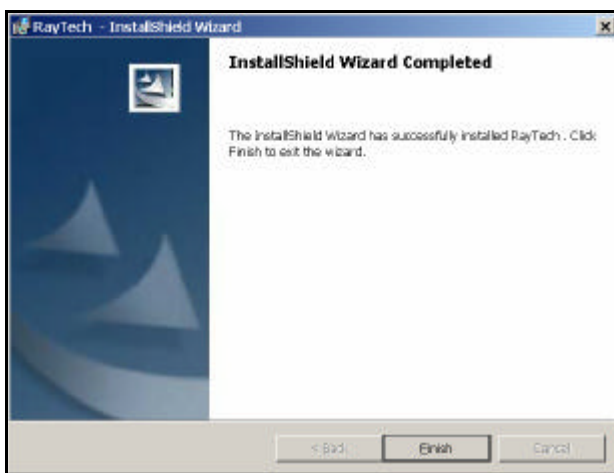 RayTech - InstallShield Wizard
InstallShield Wizard Completed
The InstallShield Wizard has successfully installed RayTech . Click
Finish to exit the wizard.
< Back
Finish
Cancel